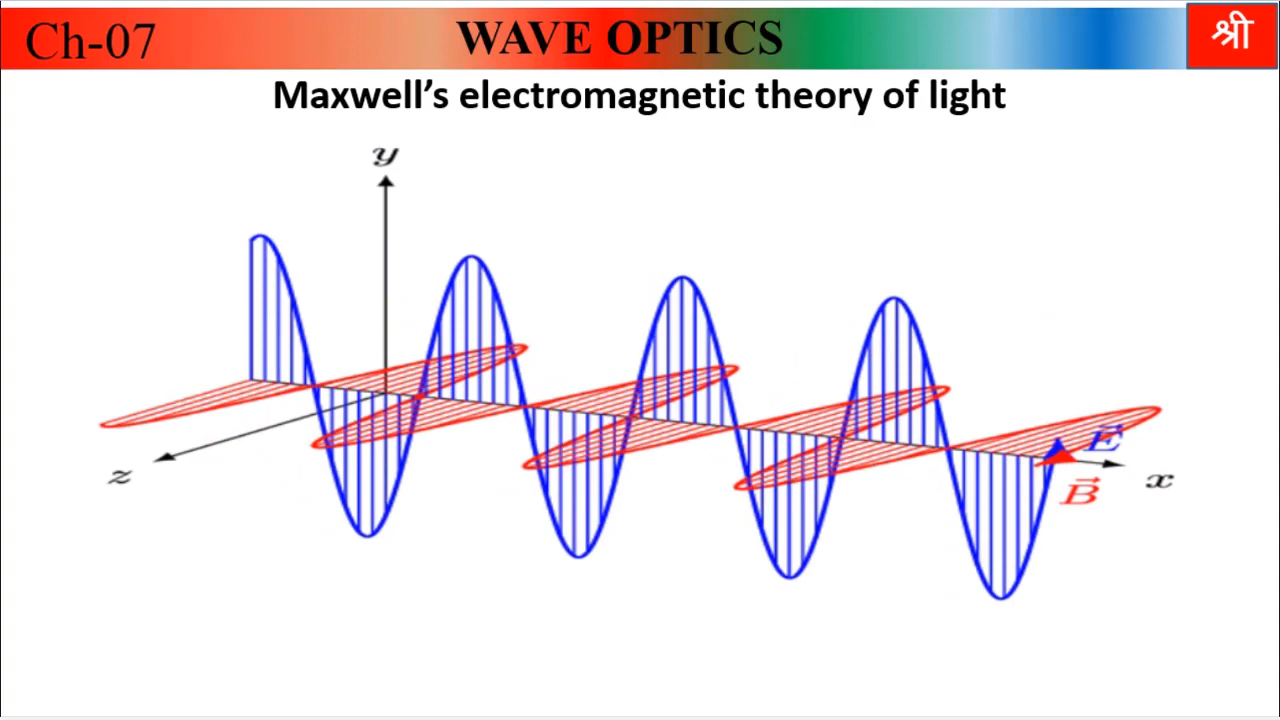 Ch-07
WAVE OPTICS
श्री
Maxwell’s electromagnetic theory of light
y
z
x
E⃗
B⃗